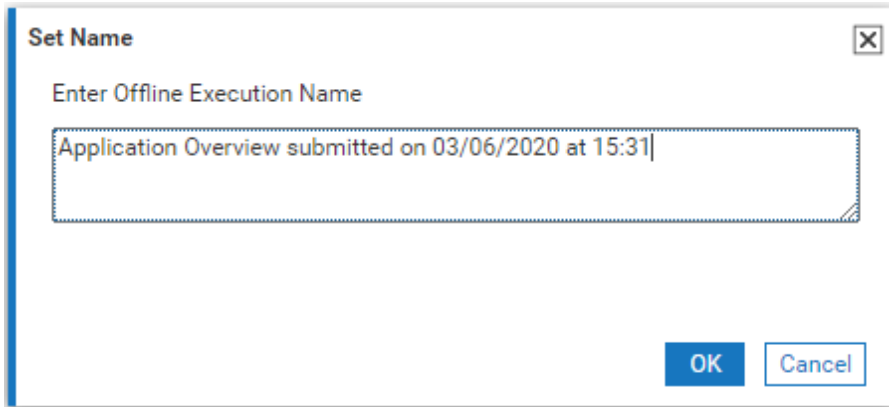 Set Name
Enter Offline Execution Name
Application Overview submitted on 03/06/2020 at 15:31
OK
Cancel